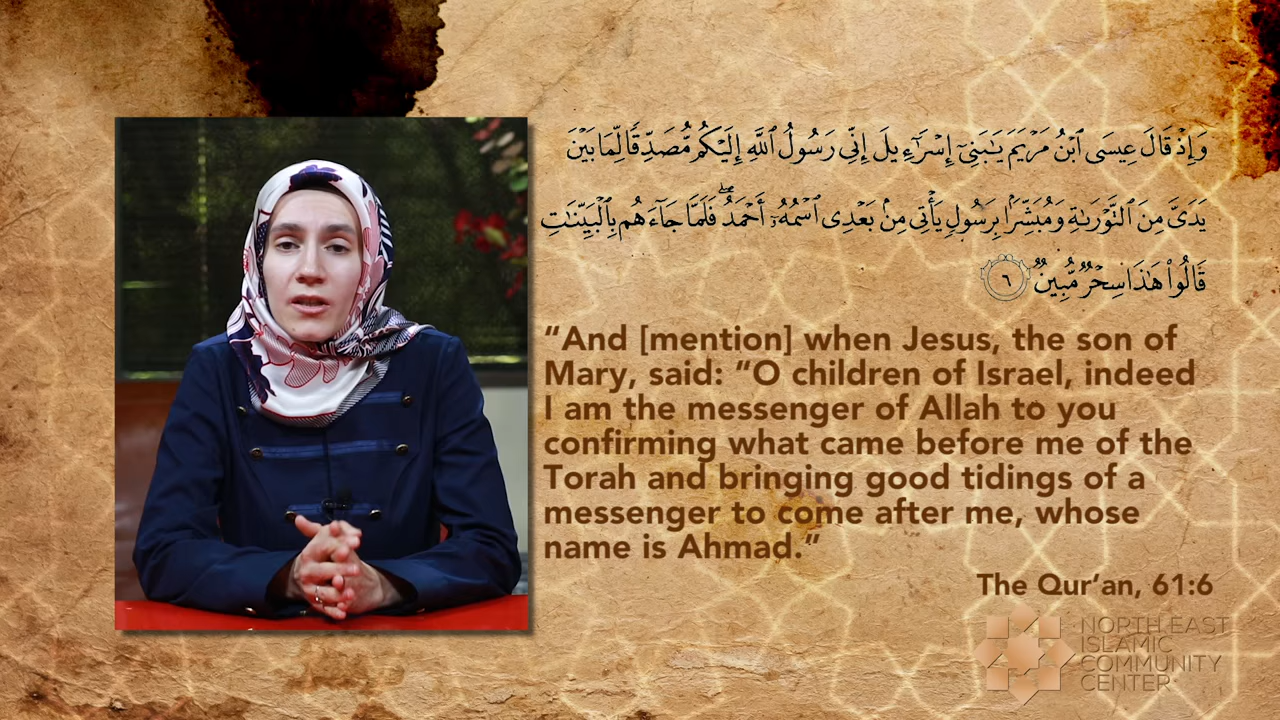 وَإِذْ قَالَ عِيسَى ٱبْنُ مَرْيَمَ يَـٰبَنِىٓ إِسْرَٰٓءِيلَ إِنِّى رَسُولُ ٱللَّهِ إِلَيْكُم مُّصَدِّقًا لِّمَا بَيْنَ
يَدَىَّ مِنَ ٱلتَّوْرَىٰةِ وَمُبَشِّرًۢا بِرَسُولٍ يَأْتِى مِنۢ بَعْدِى ٱسْمُهُۥٓ أَحْمَدُ ۖ فَلَمَّا جَآءَهُم بِٱلْبَيِّنَـٰتِ
قَالُوا۟ هَـٰذَا سِحْرٌ مُّبِينٌ ٦
“And [mention] when Jesus, the son of
Mary, said: “O children of Israel, indeed
I am the messenger of Allah to you
confirming what came before me of the
Torah and bringing good tidings of a
messenger to come after me, whose
name is Ahmad.”
The Qur’an, 61:6
NORTH EAST
ISLAMIC
COMMUNITY
CENTER